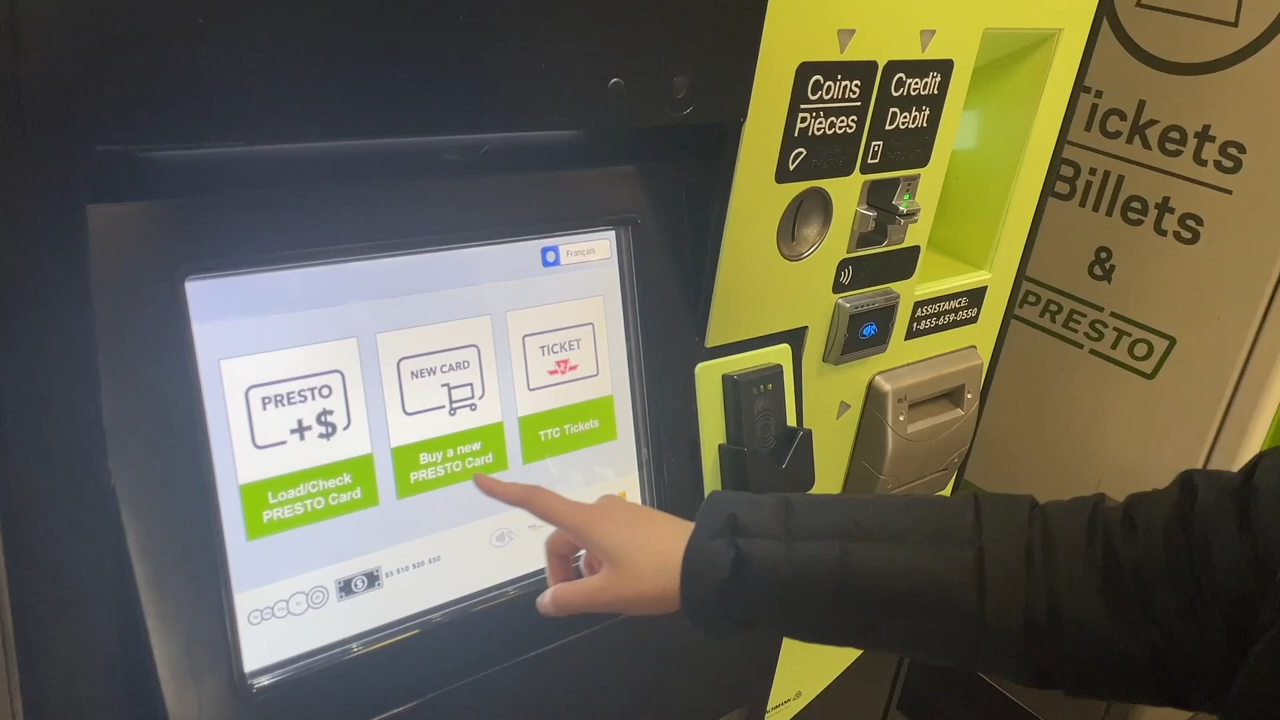 Français
PRESTO
+$
Load/Check
PRESTO Card
NEW CARD
Buy a new
PRESTO Card
TICKET
TTC Tickets
$5 $10 $20 $50
Coins
Pièces
Credit
Debit
ASSISTANCE:
1-855-659-0550
Tickets
Billets
&
PRESTO